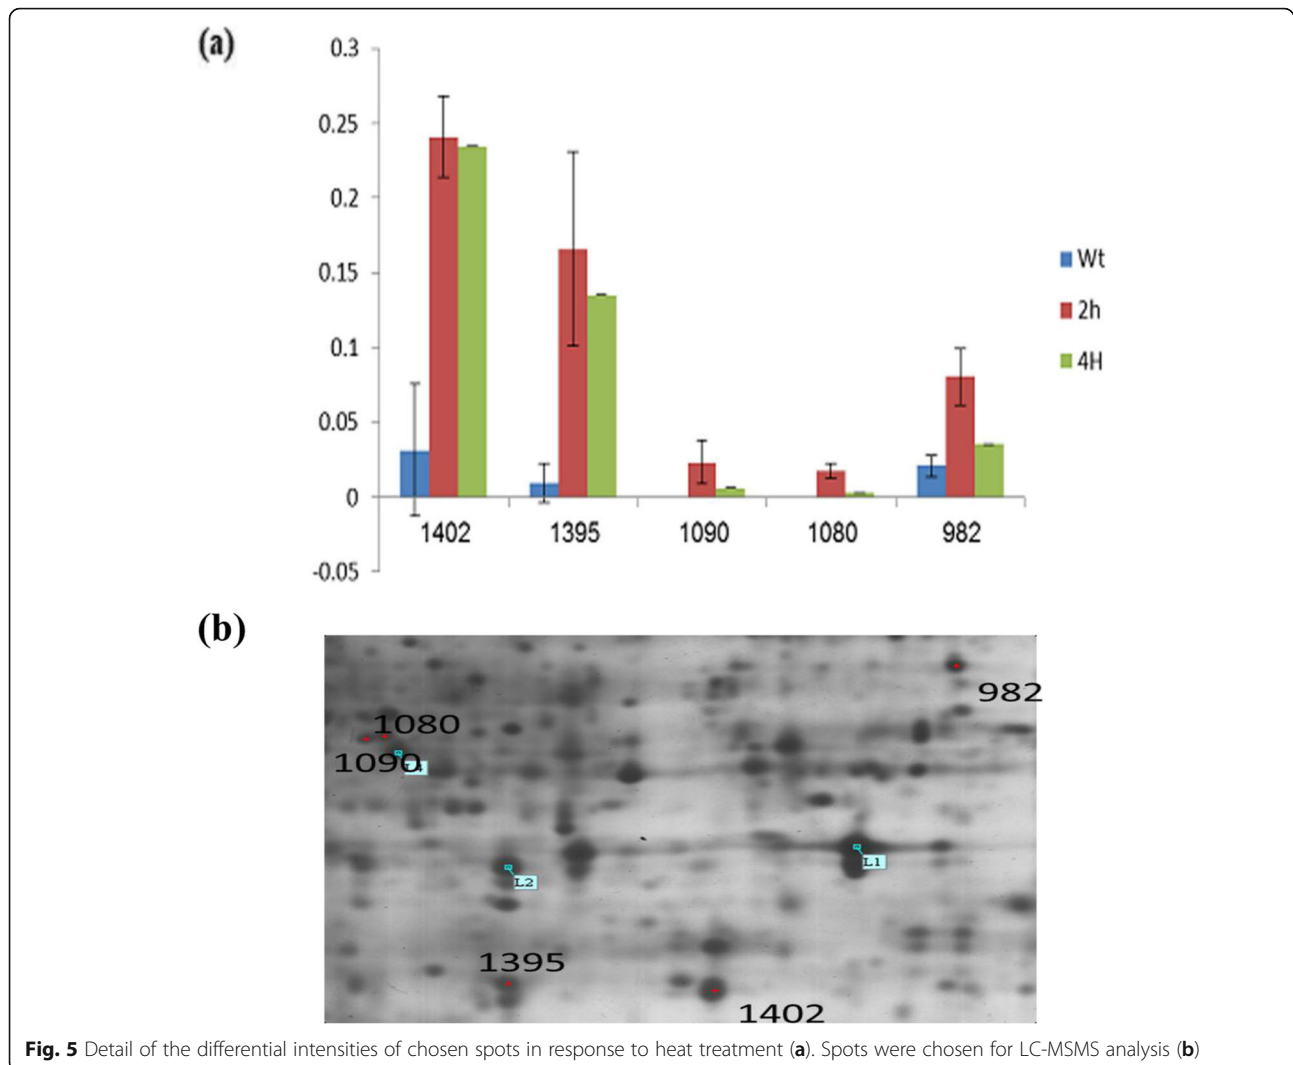 (a)
0.3
0.25
0.2
0.15
0.1
0.05
0
-0.05
1402 1395 1090 1080 982
Wt
2h
4H
(b)
982
1080
1090
L4
L1
L2
1395
1402
Fig. 5 Detail of the differential intensities of chosen spots in response to heat treatment (a). Spots were chosen for LC-MSMS analysis (b)